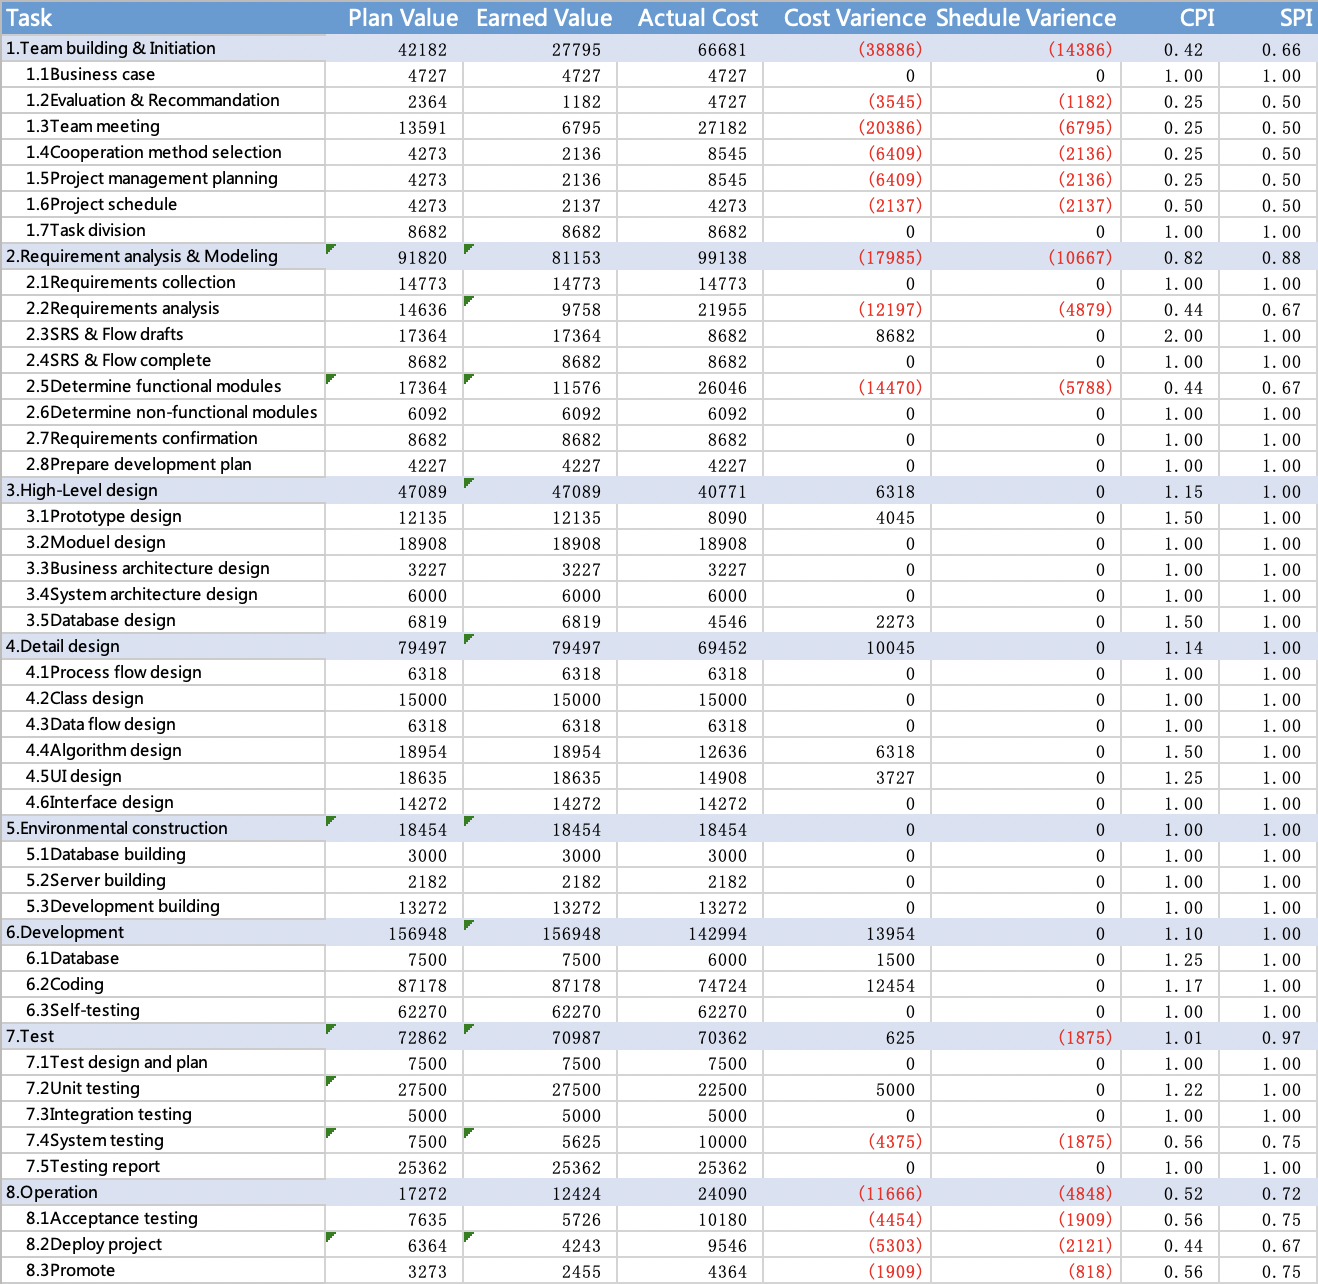 Task Plan Value Earned Value Actual Cost Cost Varience Shedule Varience CPI SPI
1.Team building & Initiation 42182 27795 66681 (38886) (14386) 0.42 0.66
1.1Business case 4727 4727 4727 0 0 1.00 1.00
1.2Evaluation & Recommandation 2364 1182 4727 (3545) (1182) 0.25 0.50
1.3Team meeting 13591 6795 27182 (20386) (6795) 0.25 0.50
1.4Cooperation method selection 4273 2136 8545 (6409) (2136) 0.25 0.50
1.5Project management planning 4273 2136 8545 (6409) (2136) 0.25 0.50
1.6Project schedule 4273 2137 4273 (2137) (2137) 0.50 0.50
1.7Task division 8682 8682 8682 0 0 1.00 1.00
2.Requirement analysis & Modeling 91820 81153 99138 (17985) (10667) 0.82 0.88
2.1Requirements collection 14773 14773 14773 0 0 1.00 1.00
2.2Requirements analysis 14636 9758 21955 (12197) (4879) 0.44 0.67
2.3SRS & Flow drafts 17364 17364 8682 8682 0 2.00 1.00
2.4SRS & Flow complete 8682 8682 8682 0 0 1.00 1.00
2.5Determine functional modules 17364 11576 26046 (14470) (5788) 0.44 0.67
2.6Determine non-functional modules 6092 6092 6092 0 0 1.00 1.00
2.7Requirements confirmation 8682 8682 8682 0 0 1.00 1.00
2.8Prepare development plan 4227 4227 4227 0 0 1.00 1.00
3.High-Level design 47089 47089 40771 6318 0 1.15 1.00
3.1Prototype design 12135 12135 8090 4045 0 1.50 1.00
3.2Moduel design 18908 18908 18908 0 0 1.00 1.00
3.3Business architecture design 3227 3227 3227 0 0 1.00 1.00
3.4System architecture design 6000 6000 6000 0 0 1.00 1.00
3.5Database design 6819 6819 4546 2273 0 1.50 1.00
4.Detail design 79497 79497 69452 10045 0 1.14 1.00
4.1Process flow design 6318 6318 6318 0 0 1.00 1.00
4.2Class design 15000 15000 15000 0 0 1.00 1.00
4.3Data flow design 6318 6318 6318 0 0 1.00 1.00
4.4Algorithm design 18954 18954 12636 6318 0 1.50 1.00
4.5UI design 18635 18635 14908 3727 0 1.25 1.00
4.6Interface design 14272 14272 14272 0 0 1.00 1.00
5.Environmental construction 18454 18454 18454 0 0 1.00 1.00
5.1Database building 3000 3000 3000 0 0 1.00 1.00
5.2Server building 2182 2182 2182 0 0 1.00 1.00
5.3Development building 13272 13272 13272 0 0 1.00 1.00
6.Development 156948 156948 142994 13954 0 1.10 1.00
6.1Database 7500 7500 6000 1500 0 1.25 1.00
6.2Coding 87178 87178 74724 12454 0 1.17 1.00
6.3Self-testing 62270 62270 62270 0 0 1.00 1.00
7.Test 72862 70987 70362 625 (1875) 1.01 0.97
7.1Test design and plan 7500 7500 7500 0 0 1.00 1.00
7.2Unit testing 27500 27500 22500 5000 0 1.22 1.00
7.3Integration testing 5000 5000 5000 0 0 1.00 1.00
7.4System testing 7500 5625 10000 (4375) (1875) 0.56 0.75
7.5Testing report 25362 25362 25362 0 0 1.00 1.00
8.Operation 17272 12424 24090 (11666) (4848) 0.52 0.72
8.1Acceptance testing 7635 5726 10180 (4454) (1909) 0.56 0.75
8.2Deploy project 6364 4243 9546 (5303) (2121) 0.44 0.67
8.3Promote 3273 2455 4364 (1909) (818) 0.56 0.75